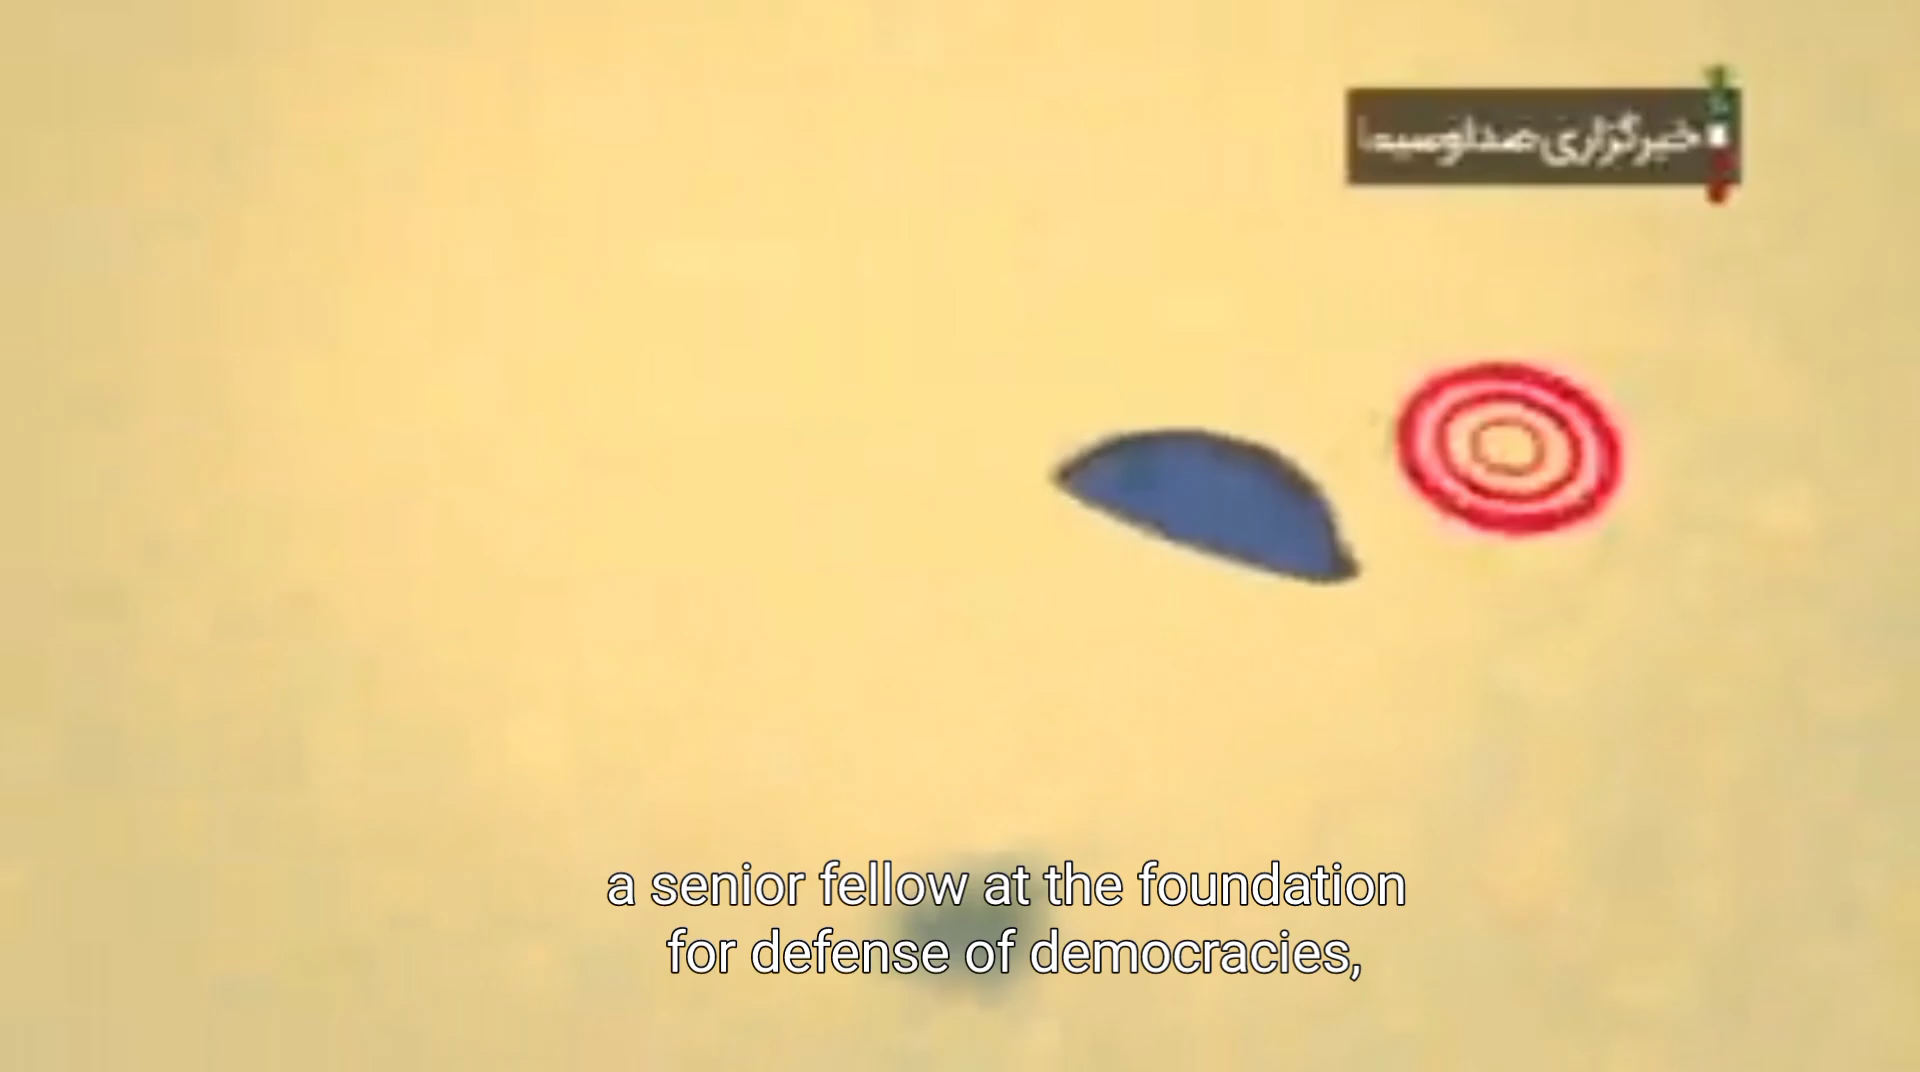 خبرگزاری صداوسیما
a senior fellow at the foundation
for defense of democracies,